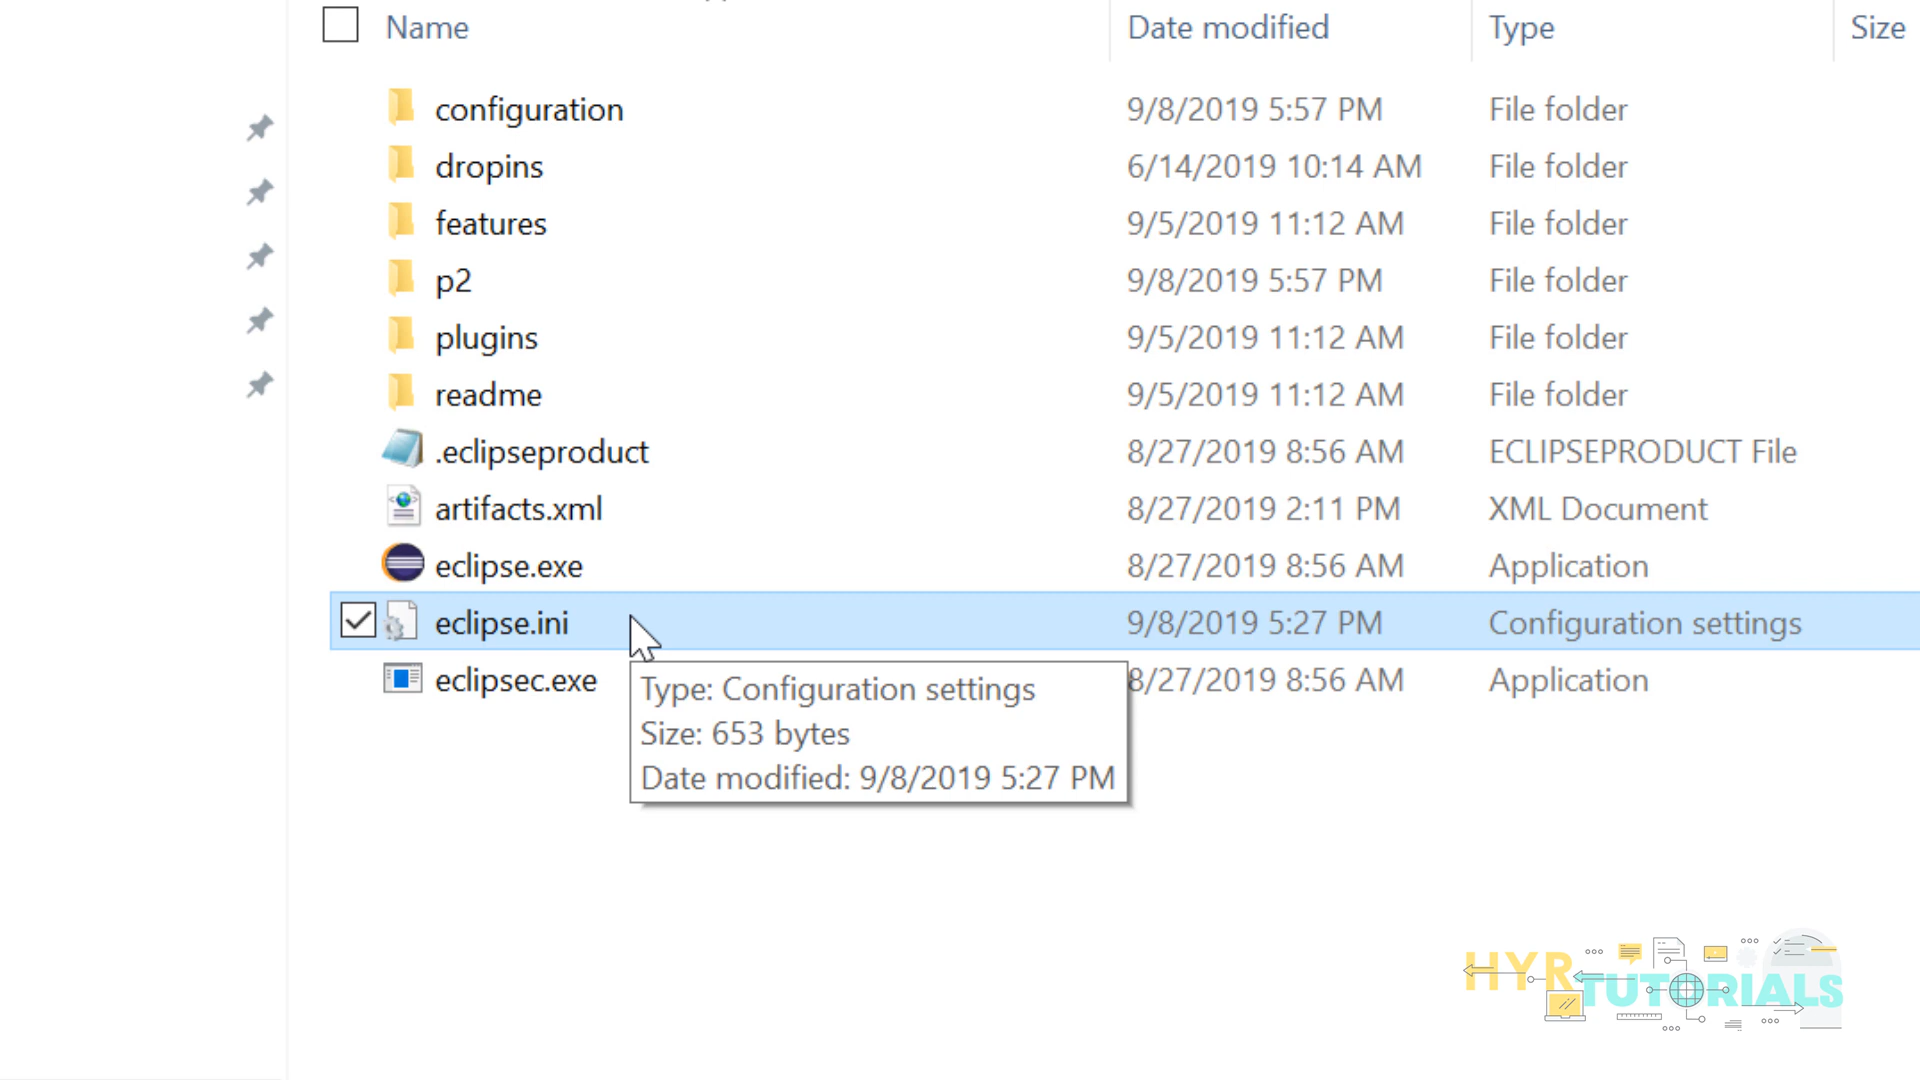 Name Date modified Type Size
configuration 9/8/2019 5:57 PM File folder
dropins 6/14/2019 10:14 AM File folder
features 9/5/2019 11:12 AM File folder
p2 9/8/2019 5:57 PM File folder
plugins 9/5/2019 11:12 AM File folder
readme 9/5/2019 11:12 AM File folder
.eclipseproduct 8/27/2019 8:56 AM ECLIPSEPRODUCT File
artifacts.xml 8/27/2019 2:11 PM XML Document
eclipse.exe 8/27/2019 8:56 AM Application
eclipse.ini 9/8/2019 5:27 PM Configuration settings
eclipsec.exe 8/27/2019 8:56 AM Application
Type: Configuration settings
Size: 653 bytes
Date modified: 9/8/2019 5:27 PM
HYR TUTORIALS